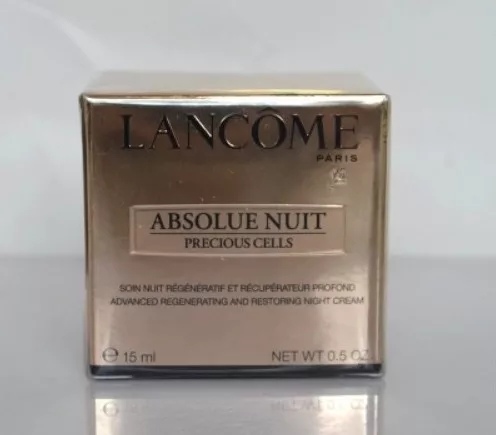 LANCÔME
PARIS
ABSOLUE NUIT
PRECIOUS CELLS
SOIN NUIT RÉGÉNÉRATIF ET RÉCUPÉRATEUR PROFOND
ADVANCED REGENERATING AND RESTORING NIGHT CREAM
℮ 15 ml
NET WT 0.5 OZ.